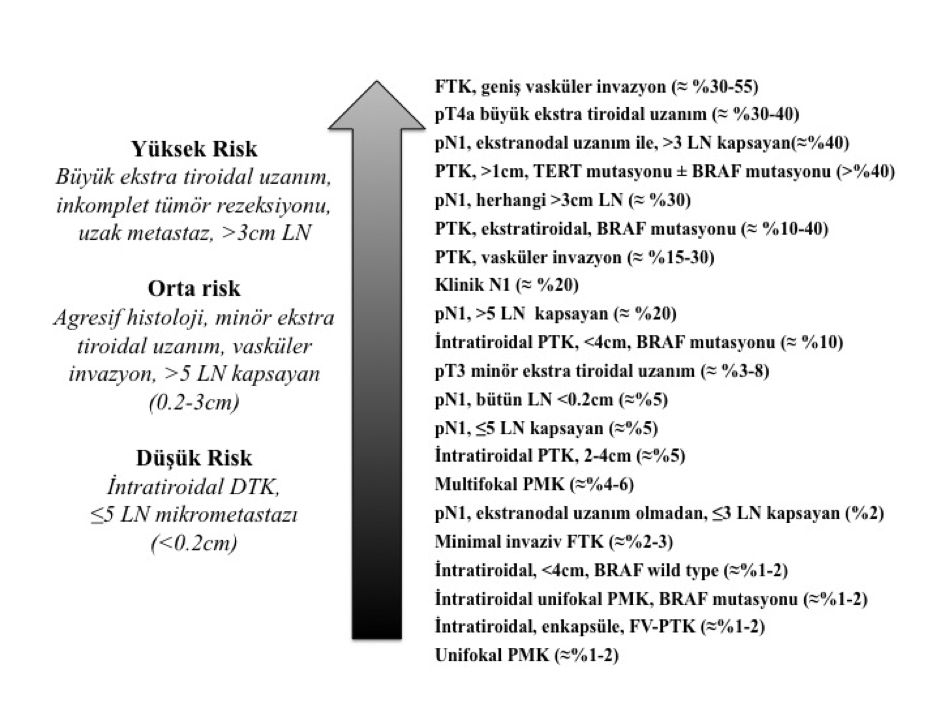 Yüksek Risk
Büyük ekstra tiroidal uzanım,
inkomplet tümör rezeksiyonu,
uzak metastaz, >3cm LN
Orta risk
Agresif histoloji, minör ekstra
tiroidal uzanım, vasküler
invazyon, >5 LN kapsayan
(0.2-3cm)
Düşük Risk
İntratiroidal DTK,
≤5 LN mikrometastazı
(<0.2cm)
FTK, geniş vasküler invazyon (≈ %30-55)
pT4a büyük ekstra tiroidal uzanım (≈ %30-40)
pN1, ekstranodal uzanım ile, >3 LN kapsayan(≈%40)
PTK, >1cm, TERT mutasyonu ± BRAF mutasyonu (>%40)
pN1, herhangi >3cm LN (≈ %30)
PTK, ekstratiroidal, BRAF mutasyonu (≈ %10-40)
PTK, vasküler invazyon (≈ %15-30)
Klinik N1 (≈ %20)
pN1, >5 LN kapsayan (≈ %20)
İntratiroidal PTK, <4cm, BRAF mutasyonu (≈ %10)
pT3 minör ekstra tiroidal uzanım (≈ %3-8)
pN1, bütün LN <0.2cm (≈%5)
pN1, ≤5 LN kapsayan (≈%5)
İntratiroidal PTK, 2-4cm (≈%5)
Multifokal PMK (≈%4-6)
pN1, ekstranodal uzanım olmadan, ≤3 LN kapsayan (%2)
Minimal invaziv FTK (≈%2-3)
İntratiroidal, <4cm, BRAF wild type (≈%1-2)
İntratiroidal unifokal PMK, BRAF mutasyonu (≈%1-2)
İntratiroidal, enkapsüle, FV-PTK (≈%1-2)
Unifokal PMK (≈%1-2)